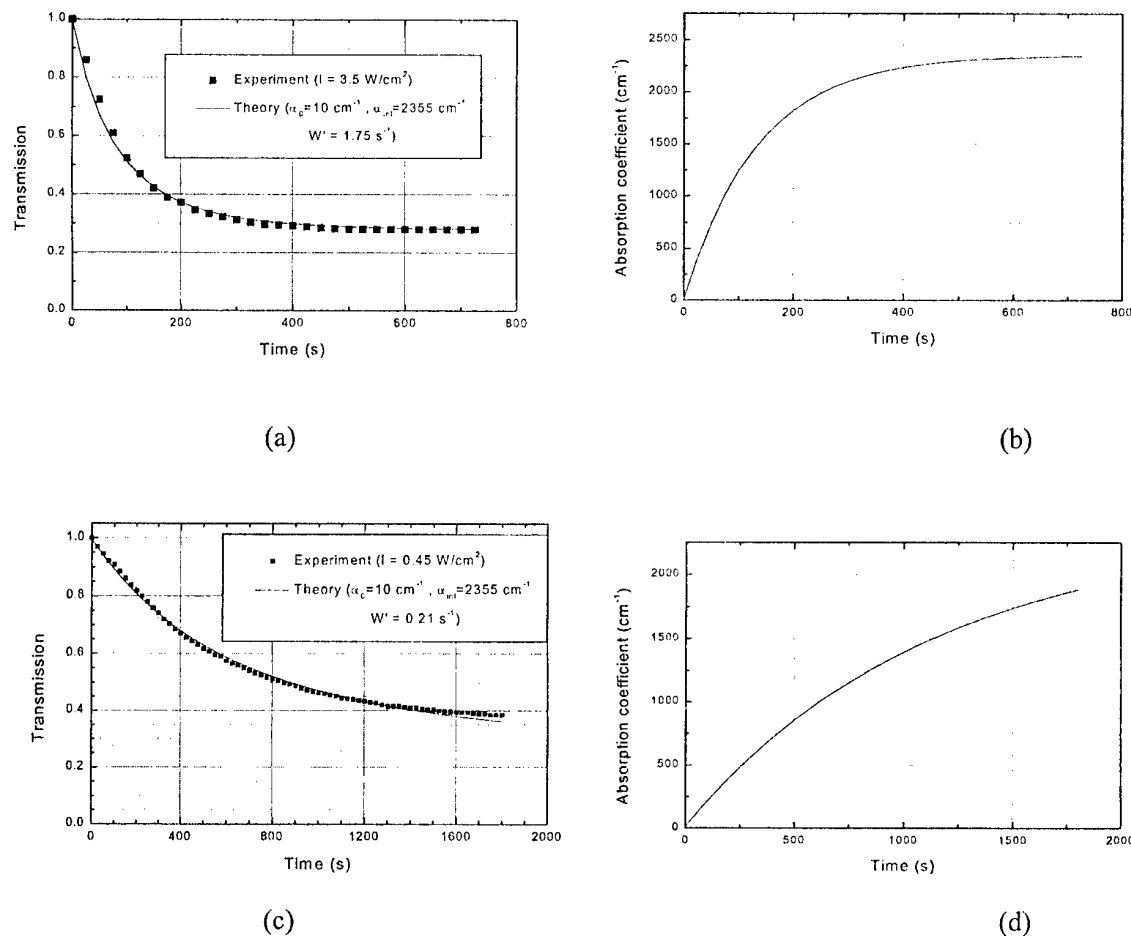 1.0
0.8
0.6
0.4
0.2
0.0
Transmission
Experiment (I = 3.5 W/cm²)
Theory (α₀=10 cm⁻¹, αᵢₙₜ=2355 cm⁻¹
W' = 1.75 s⁻¹)
0 200 400 600 800
Time (s)
(a)
2500
2000
1500
1000
500
0
Absorption coefficient (cm⁻¹)
0 200 400 600 800
Time (s)
(b)
1.0
0.8
0.6
0.4
0.2
0.0
Transmission
Experiment (I = 0.45 W/cm²)
Theory (α₀=10 cm⁻¹, αᵢₙₜ=2355 cm⁻¹
W' = 0.21 s⁻¹)
0 400 800 1200 1600 2000
Time (s)
(c)
2000
1500
1000
500
0
Absorption coefficient (cm⁻¹)
0 500 1000 1500 2000
Time (s)
(d)